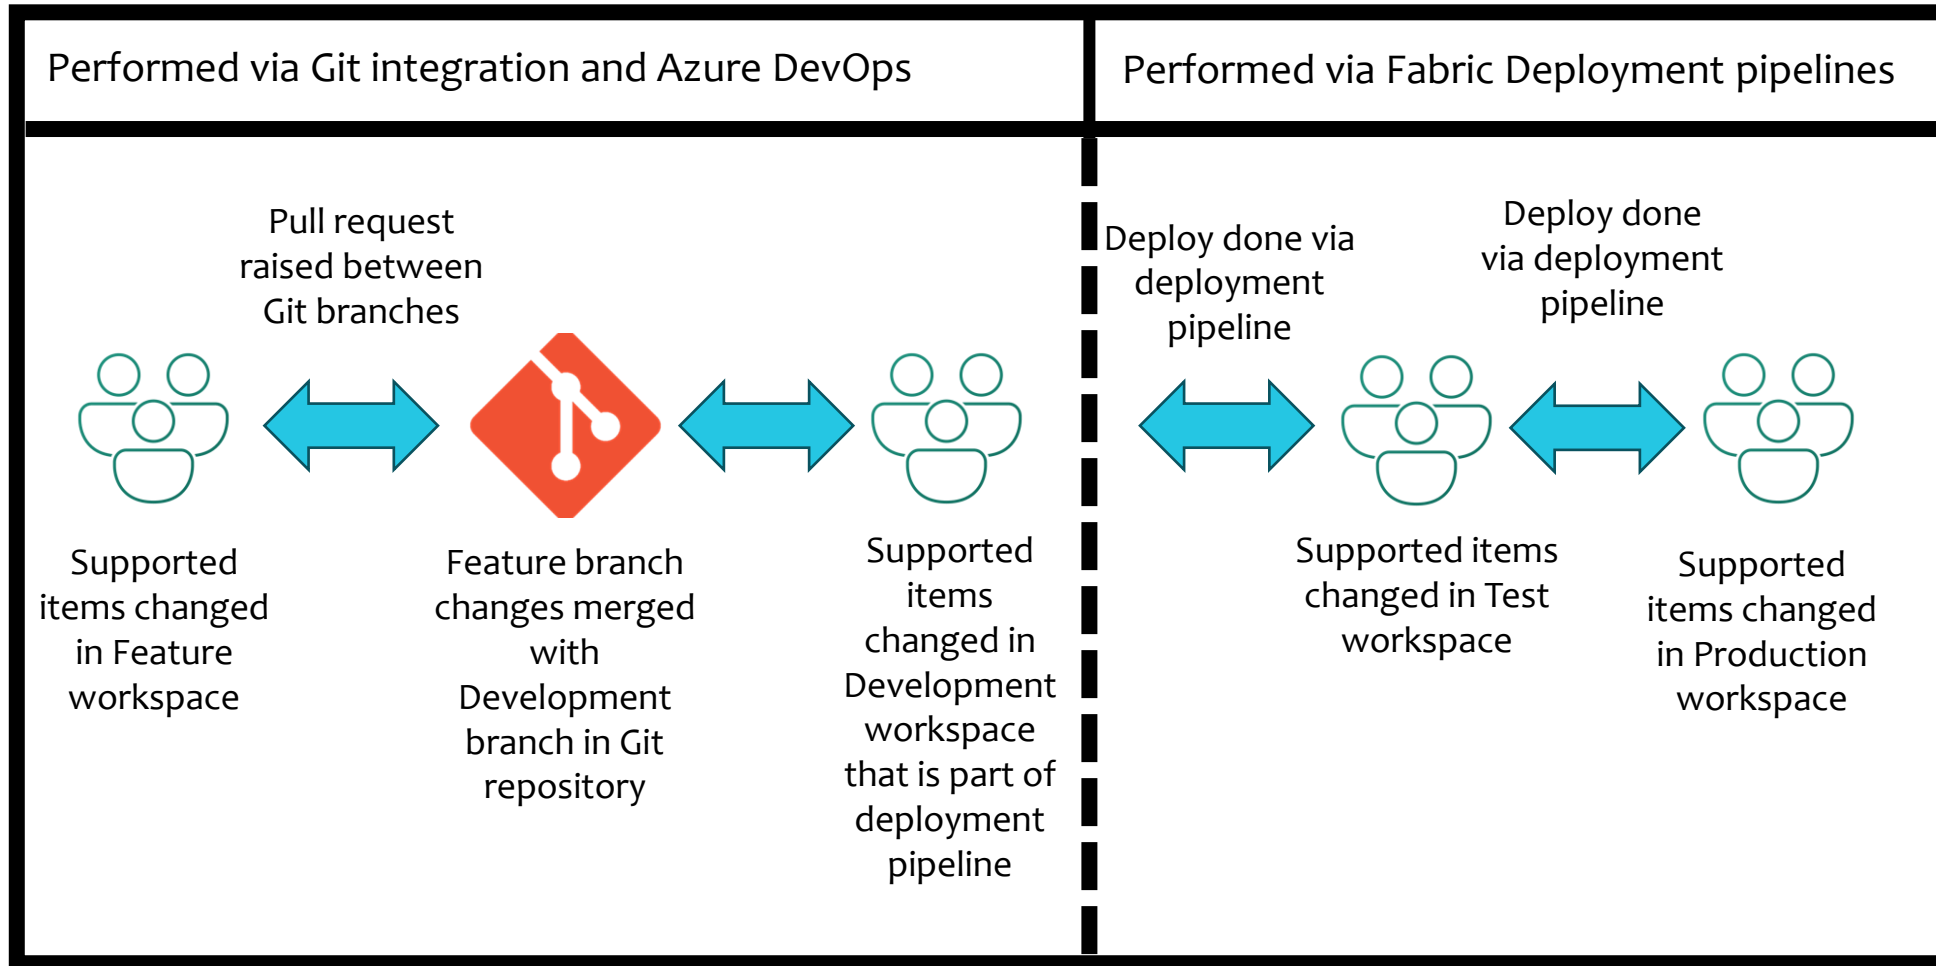 Performed via Git integration and Azure DevOps
Performed via Fabric Deployment pipelines
Pull request
raised between
Git branches
Deploy done via
deployment
pipeline
Deploy done
via deployment
pipeline
Supported
items changed
in Feature
workspace
Feature branch
changes merged
with
Development
branch in Git
repository
Supported
items
changed in
Development
workspace
that is part of
deployment
pipeline
Supported items
changed in Test
workspace
Supported
items changed
in Production
workspace